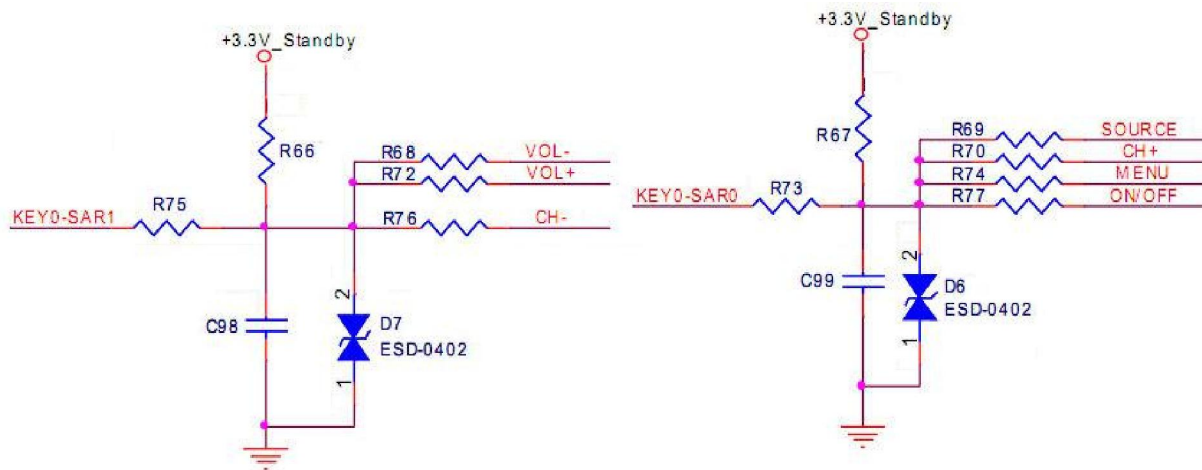 +3.3V_Standby
R66
R68 VOL-
R72 VOL+
KEY0-SAR1 R75 R76 CH-
2
C98 D7
ESD-0402
1
+3.3V_Standby
R67
R69 SOURCE
R70 CH+
R74 MENU
KEY0-SAR0 R73 R77 ON/OFF
2
C99 D6
ESD-0402
1